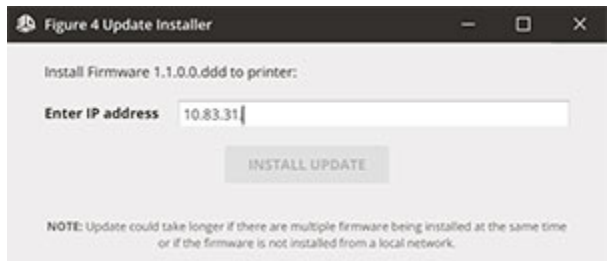 Figure 4 Update Installer
Install Firmware 1.1.0.0.ddd to printer:
Enter IP address 10.83.31.
INSTALL UPDATE
NOTE: Update could take longer if there are multiple firmware being installed at the same time
or if the firmware is not installed from a local network.